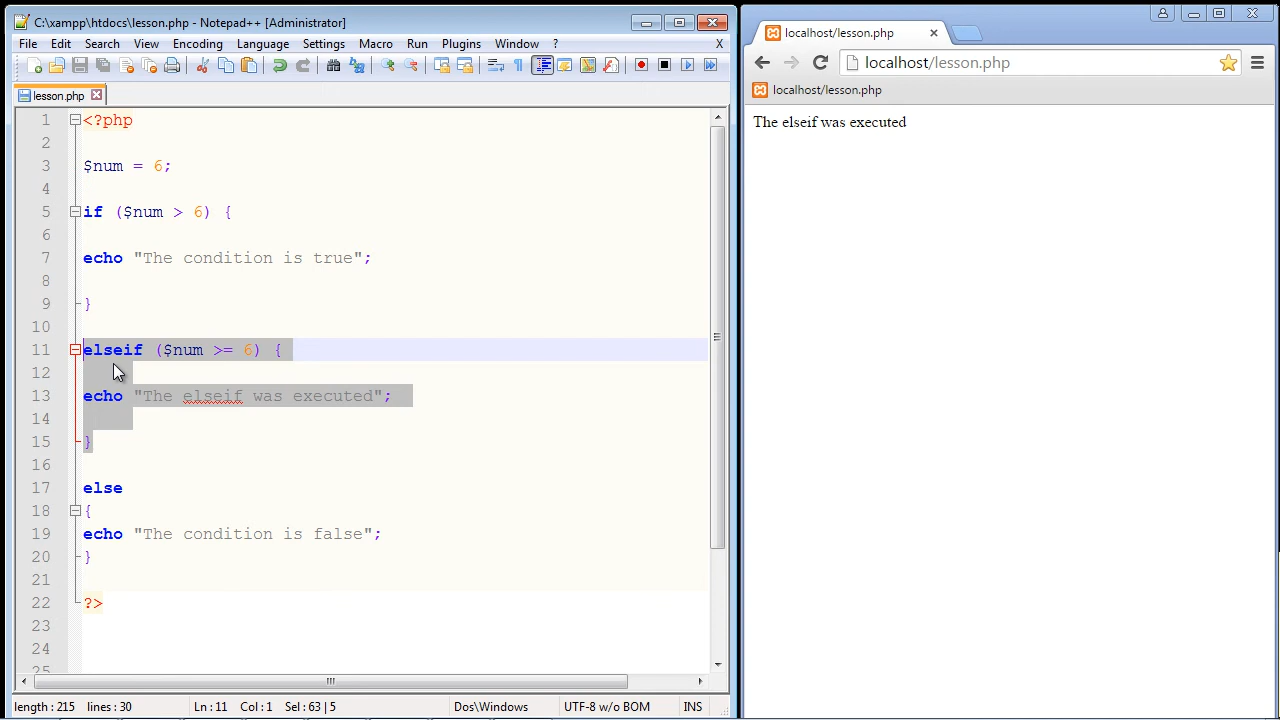 C:\xampp\htdocs\lesson.php - Notepad++ [Administrator]
File Edit Search View Encoding Language Settings Macro Run Plugins Window ? X
lesson.php
1 <?php
2
3 $num = 6;
4
5 if ($num > 6) {
6
7 echo "The condition is true";
8
9 }
10
11 elseif ($num >= 6) {
12
13 echo "The elseif was executed";
14
15 }
16
17 else
18 {
19 echo "The condition is false";
20 }
21
22 ?>
23
24
25
length : 215 lines : 30 Ln : 11 Col : 1 Sel : 63 | 5 Dos\Windows UTF-8 w/o BOM INS
localhost/lesson.php
localhost/lesson.php
localhost/lesson.php
The elseif was executed